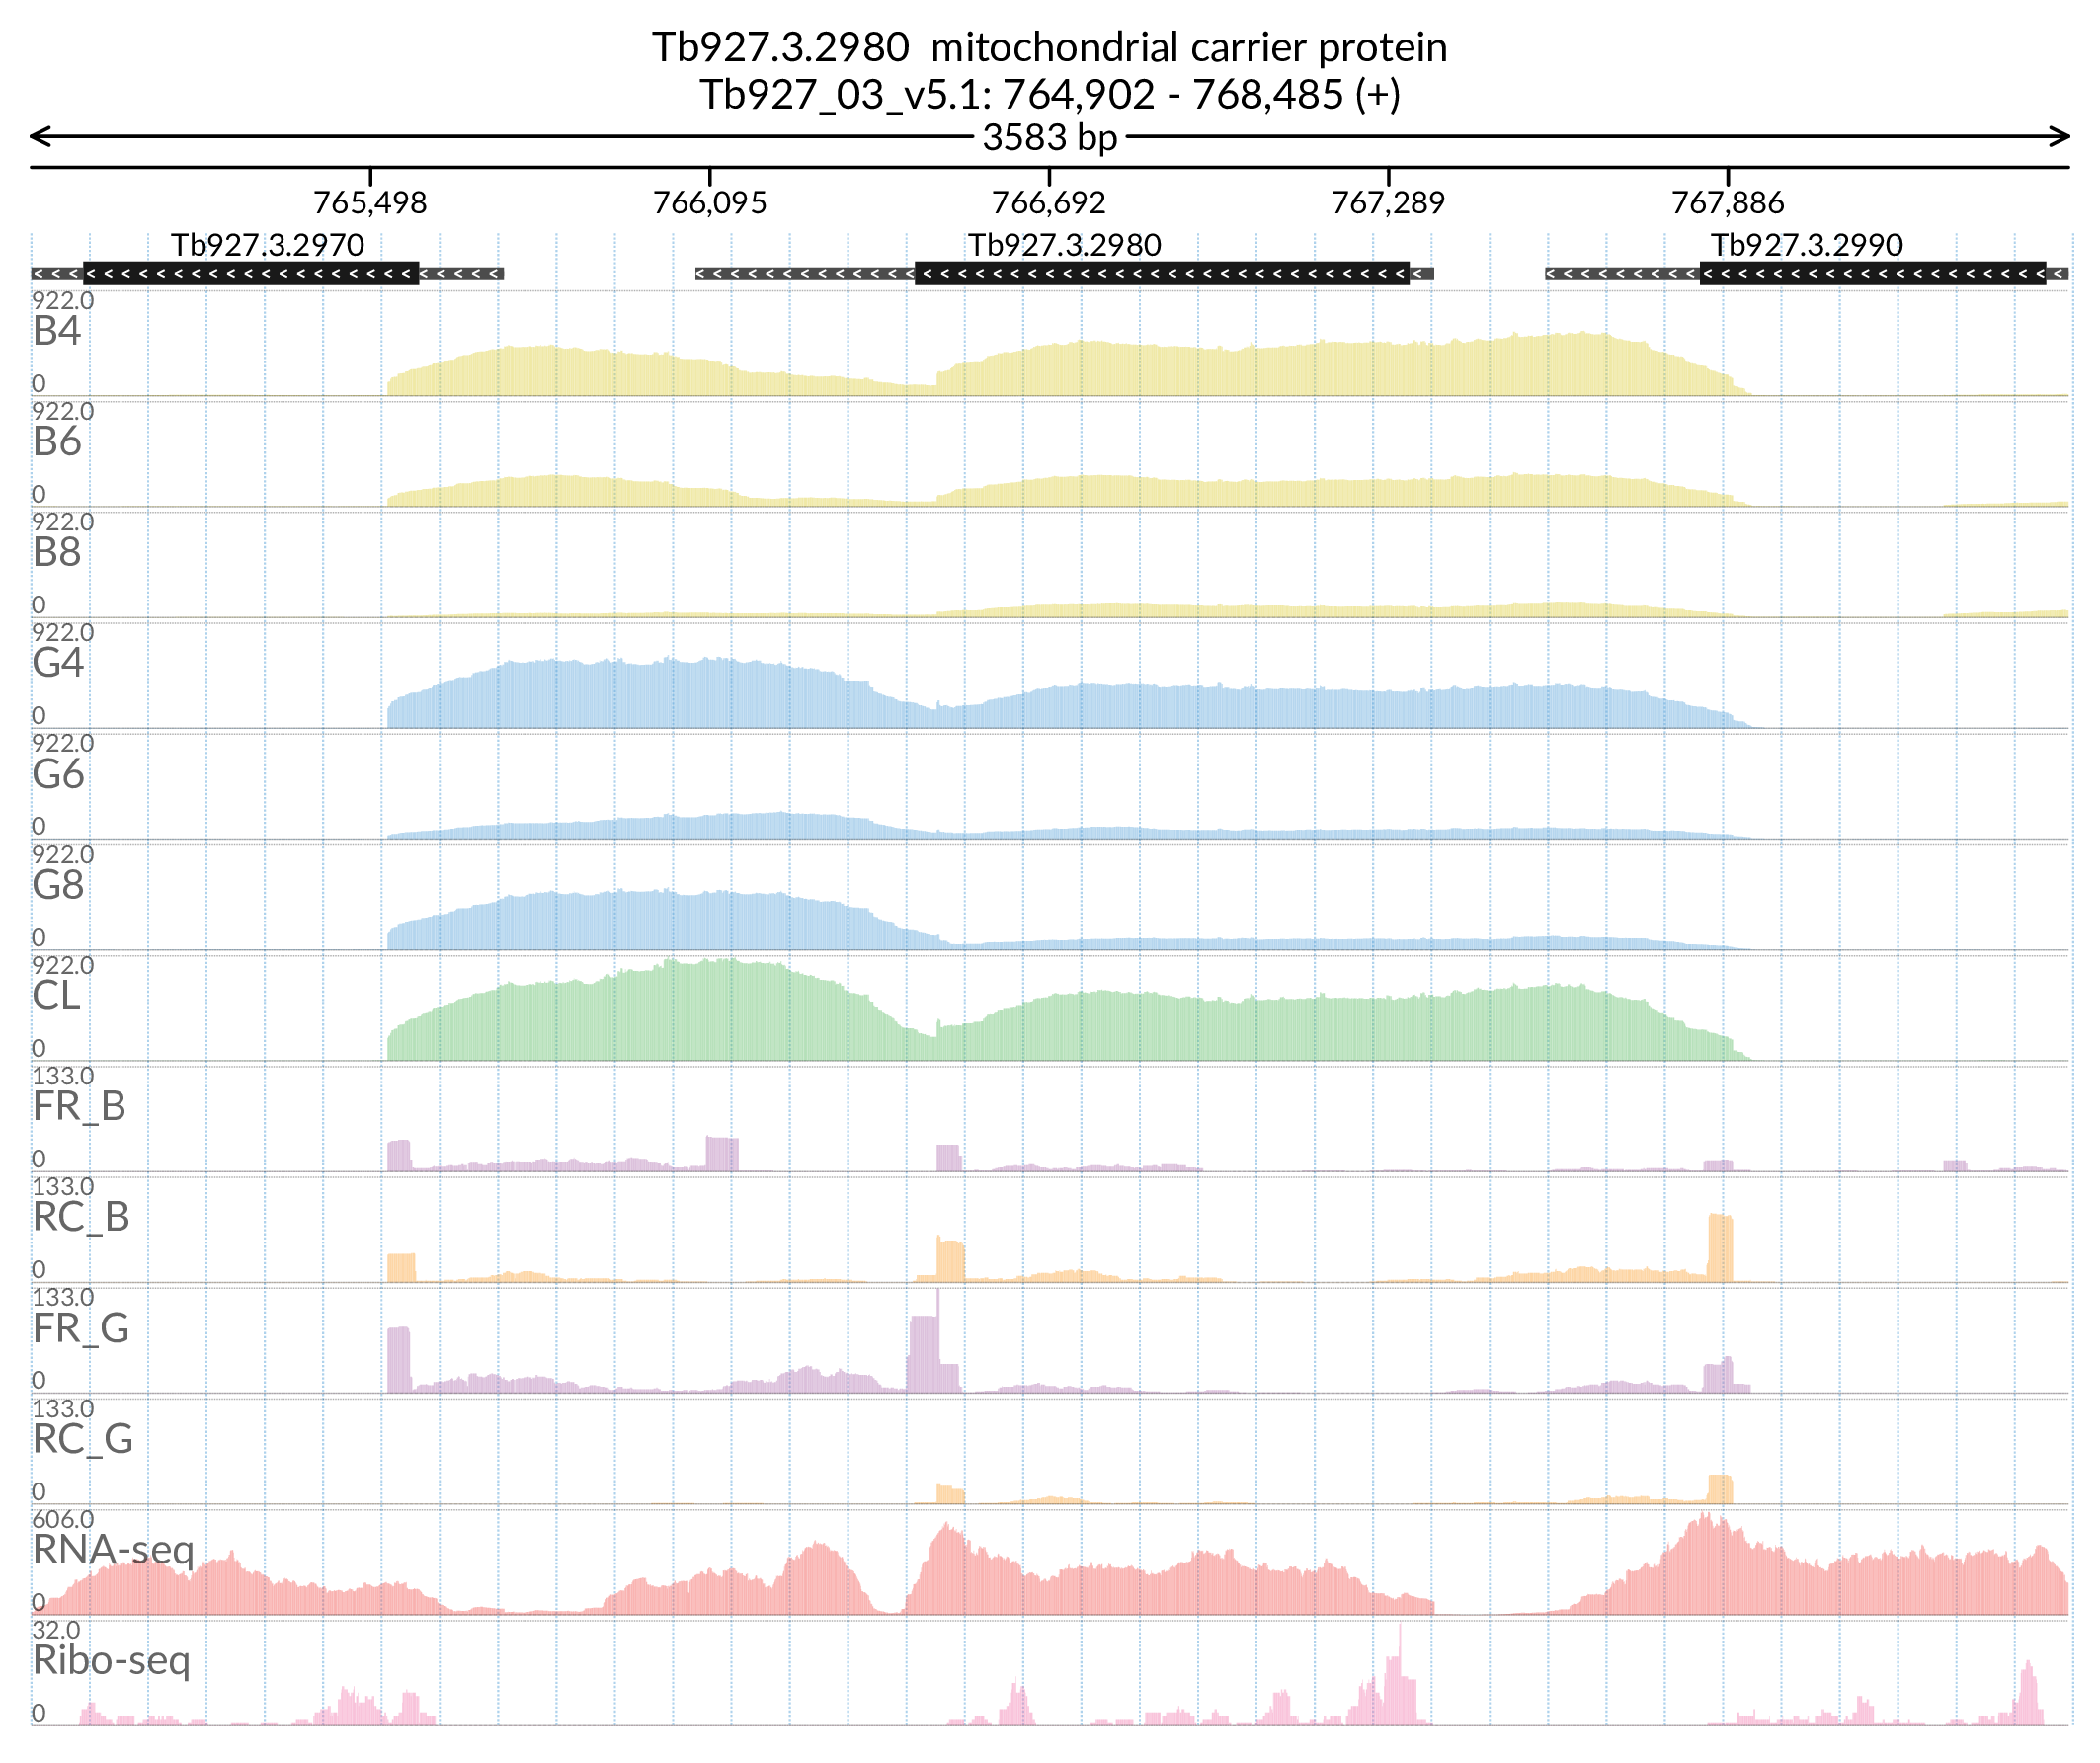 Tb927.3.2980  mitochondrial carrier protein
Tb927_03_v5.1: 764,902 - 768,485 (+)
3583 bp
765,498 766,095 766,692 767,289 767,886
Tb927.3.2970 Tb927.3.2980 Tb927.3.2990
922.0
B4
0
922.0
B6
0
922.0
B8
0
922.0
G4
0
922.0
G6
0
922.0
G8
0
922.0
CL
0
133.0
FR_B
0
133.0
RC_B
0
133.0
FR_G
0
133.0
RC_G
0
606.0
RNA-seq
0
32.0
Ribo-seq
0